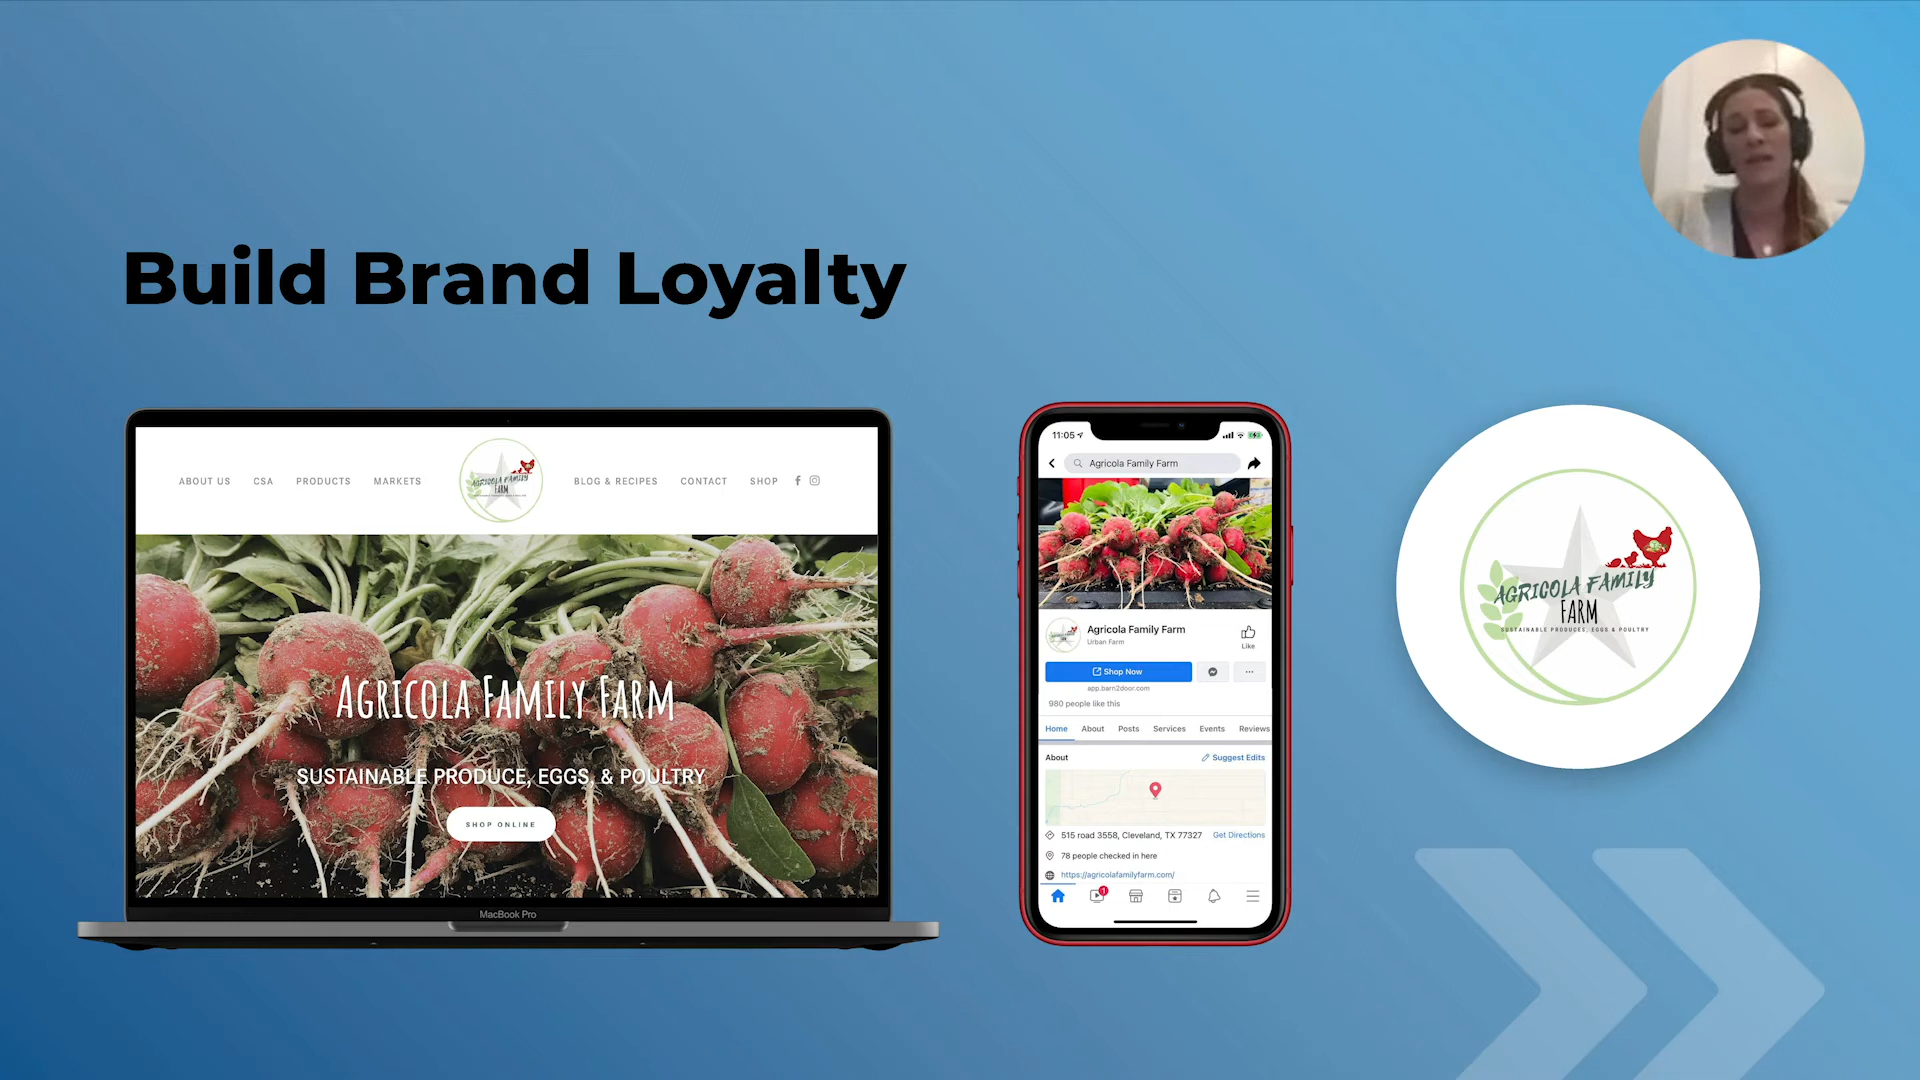 Build Brand Loyalty
ABOUT US CSA PRODUCTS MARKETS
AGRICOLA FAMILY
FARM
BLOG & RECIPES CONTACT SHOP
AGRICOLA FAMILY FARM
SUSTAINABLE PRODUCE, EGGS, & POULTRY
SHOP ONLINE
MacBook Pro
11:05
Agricola Family Farm
Agricola Family Farm
Urban Farm
Like
Shop Now
app.barn2door.com
980 people like this
Home About Posts Services Events Reviews
About
Suggest Edits
515 road 3558, Cleveland, TX 77327 Get Directions
78 people checked in here
https://agricolafamilyfarm.com/
1
AGRICOLA FAMILY
FARM
SUSTAINABLE PRODUCES, EGGS & POULTRY